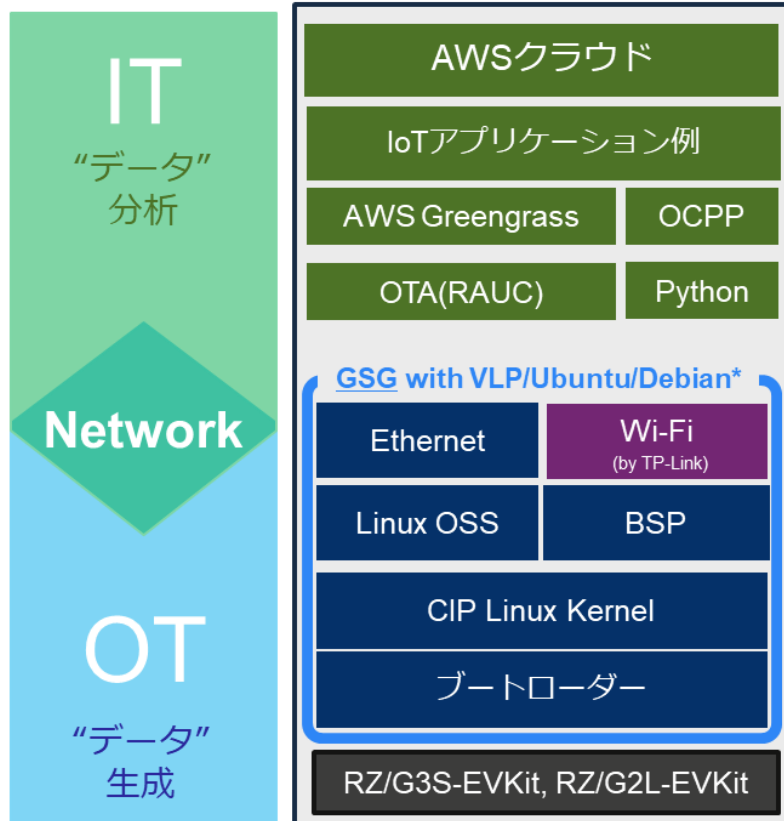 IT
“データ”
分析
Network
OT
“データ”
生成
AWSクラウド
IoTアプリケーション例
AWS Greengrass
OCPP
OTA(RAUC)
Python
GSG with VLP/Ubuntu/Debian*
Ethernet
Wi-Fi
(by TP-Link)
Linux OSS
BSP
CIP Linux Kernel
ブートローダー
RZ/G3S-EVKit, RZ/G2L-EVKit